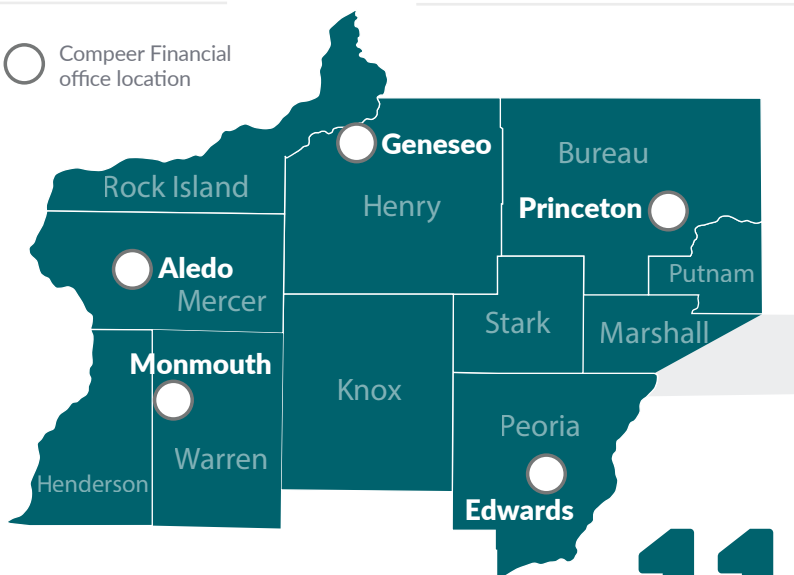 Compeer Financial
office location
Geneseo
Bureau
Rock Island
Henry
Princeton
Aledo
Mercer
Putnam
Stark
Marshall
Monmouth
Knox
Peoria
Warren
Henderson
Edwards
11